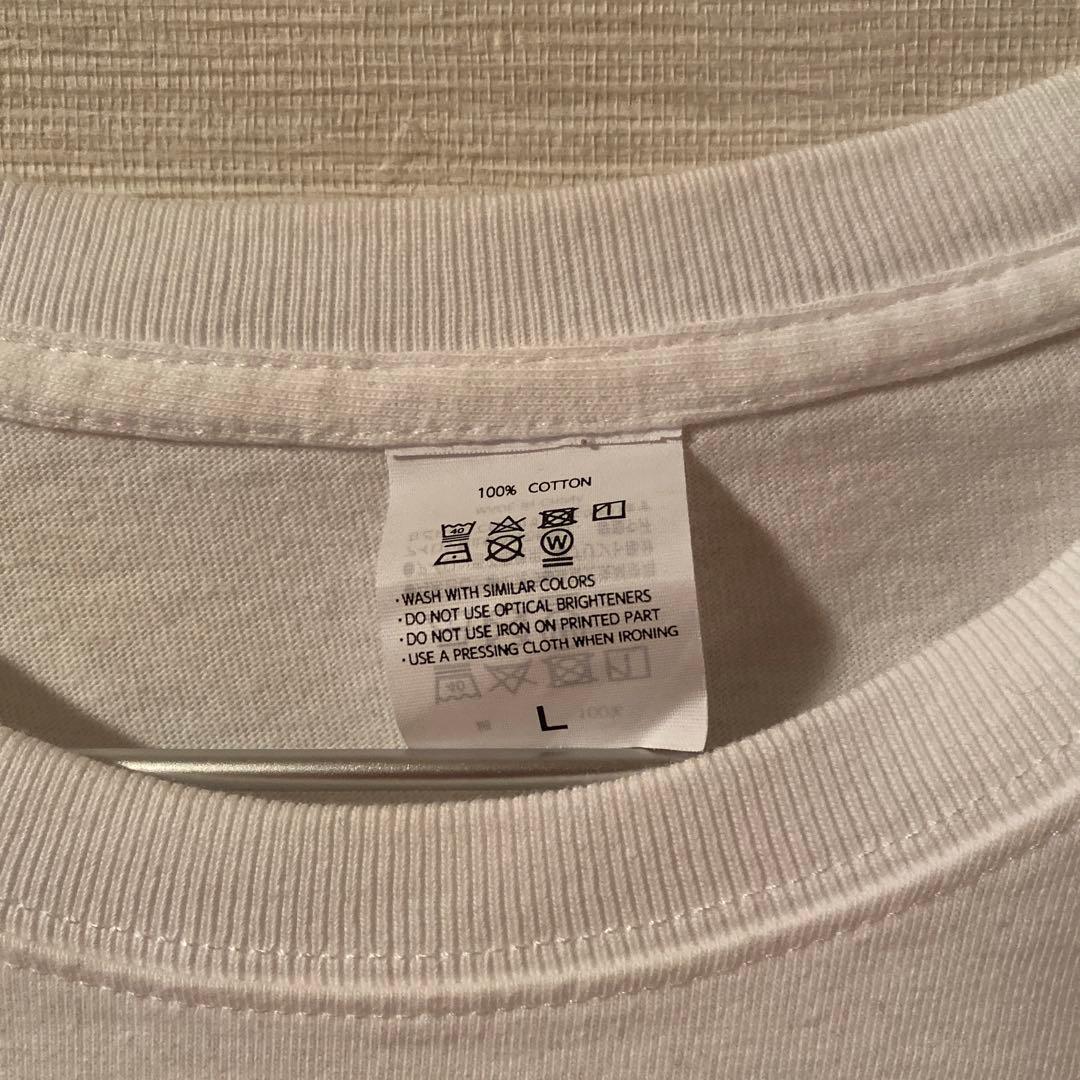 100% COTTON
40
W
·WASH WITH SIMILAR COLORS
·DO NOT USE OPTICAL BRIGHTENERS
·DO NOT USE IRON ON PRINTED PART
·USE A PRESSING CLOTH WHEN IRONING
L